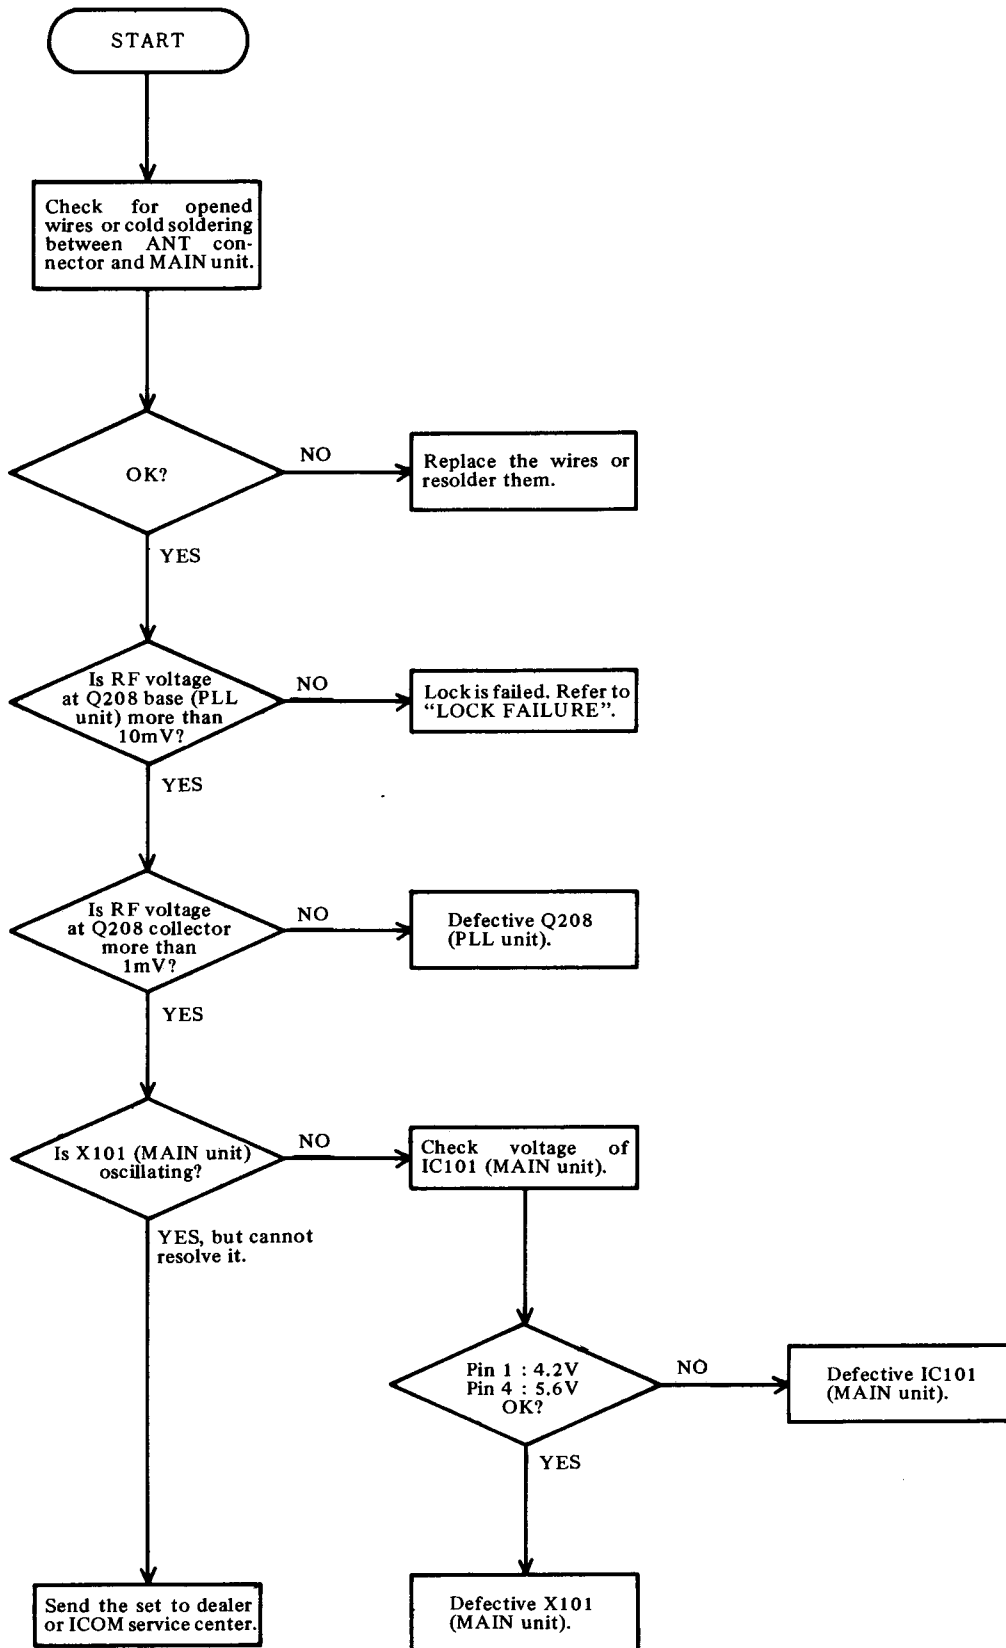 START
Check for opened
wires or cold soldering
between ANT con-
nector and MAIN unit.
OK?
NO
Replace the wires or
resolder them.
YES
Is RF voltage
at Q208 base (PLL
unit) more than
10mV?
NO
Lock is failed. Refer to
“LOCK FAILURE”.
YES
Is RF voltage
at Q208 collector
more than
1mV?
NO
Defective Q208
(PLL unit).
YES
Is X101 (MAIN unit)
oscillating?
NO
Check voltage of
IC101 (MAIN unit).
YES, but cannot
resolve it.
Pin 1 : 4.2V
Pin 4 : 5.6V
OK?
NO
Defective IC101
(MAIN unit).
YES
Send the set to dealer
or ICOM service center.
Defective X101
(MAIN unit).